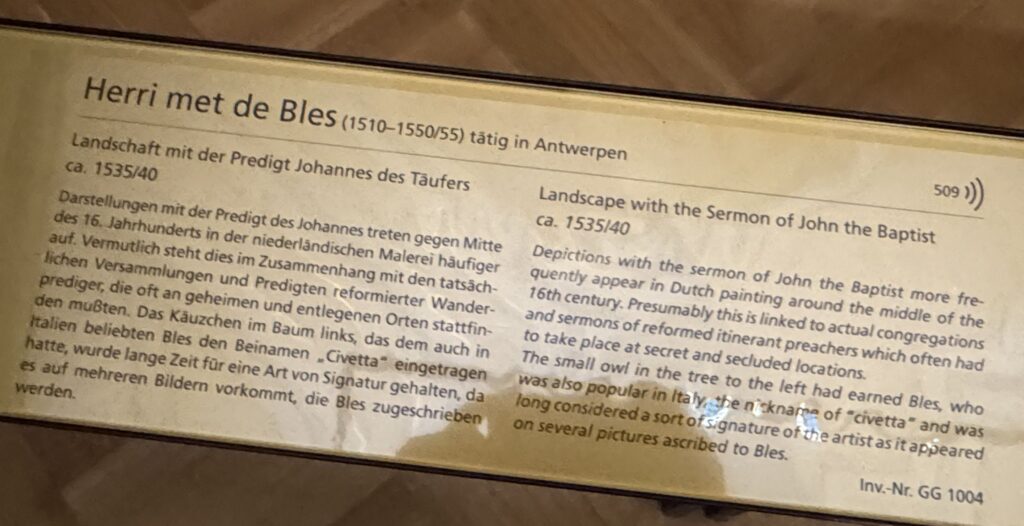 Herri met de Bles (1510–1550/55) tätig in Antwerpen
509
Landschaft mit der Predigt Johannes des Täufers
ca. 1535/40
Darstellungen mit der Predigt des Johannes treten gegen Mitte
des 16. Jahrhunderts in der niederländischen Malerei häufiger
auf. Vermutlich steht dies im Zusammenhang mit den tatsäch-
lichen Versammlungen und Predigten reformierter Wander-
prediger, die oft an geheimen und entlegenen Orten stattfin-
den mußten. Das Käuzchen im Baum links, das dem auch in
Italien beliebten Bles den Beinamen „Civetta“ eingetragen
hatte, wurde lange Zeit für eine Art von Signatur gehalten, da
es auf mehreren Bildern vorkommt, die Bles zugeschrieben
werden.
Landscape with the Sermon of John the Baptist
ca. 1535/40
Depictions with the sermon of John the Baptist more fre-
quently appear in Dutch painting around the middle of the
16th century. Presumably this is linked to actual congregations
and sermons of reformed itinerant preachers which often had
to take place at secret and secluded locations.
The small owl in the tree to the left had earned Bles, who
was also popular in Italy, the nickname of “civetta“ and was
long considered a sort of signature of the artist as it appeared
on several pictures ascribed to Bles.
Inv.-Nr. GG 1004